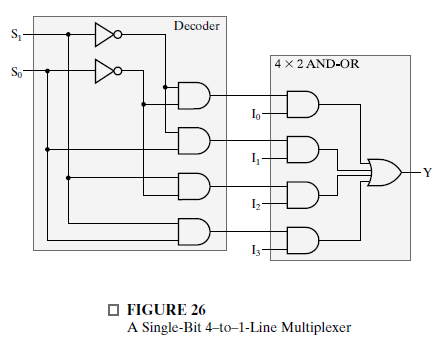 Decoder
S₁
S₀
4 × 2 AND-OR
I₀
I₁
I₂
I₃
Y
FIGURE 26
A Single-Bit 4–to–1-Line Multiplexer